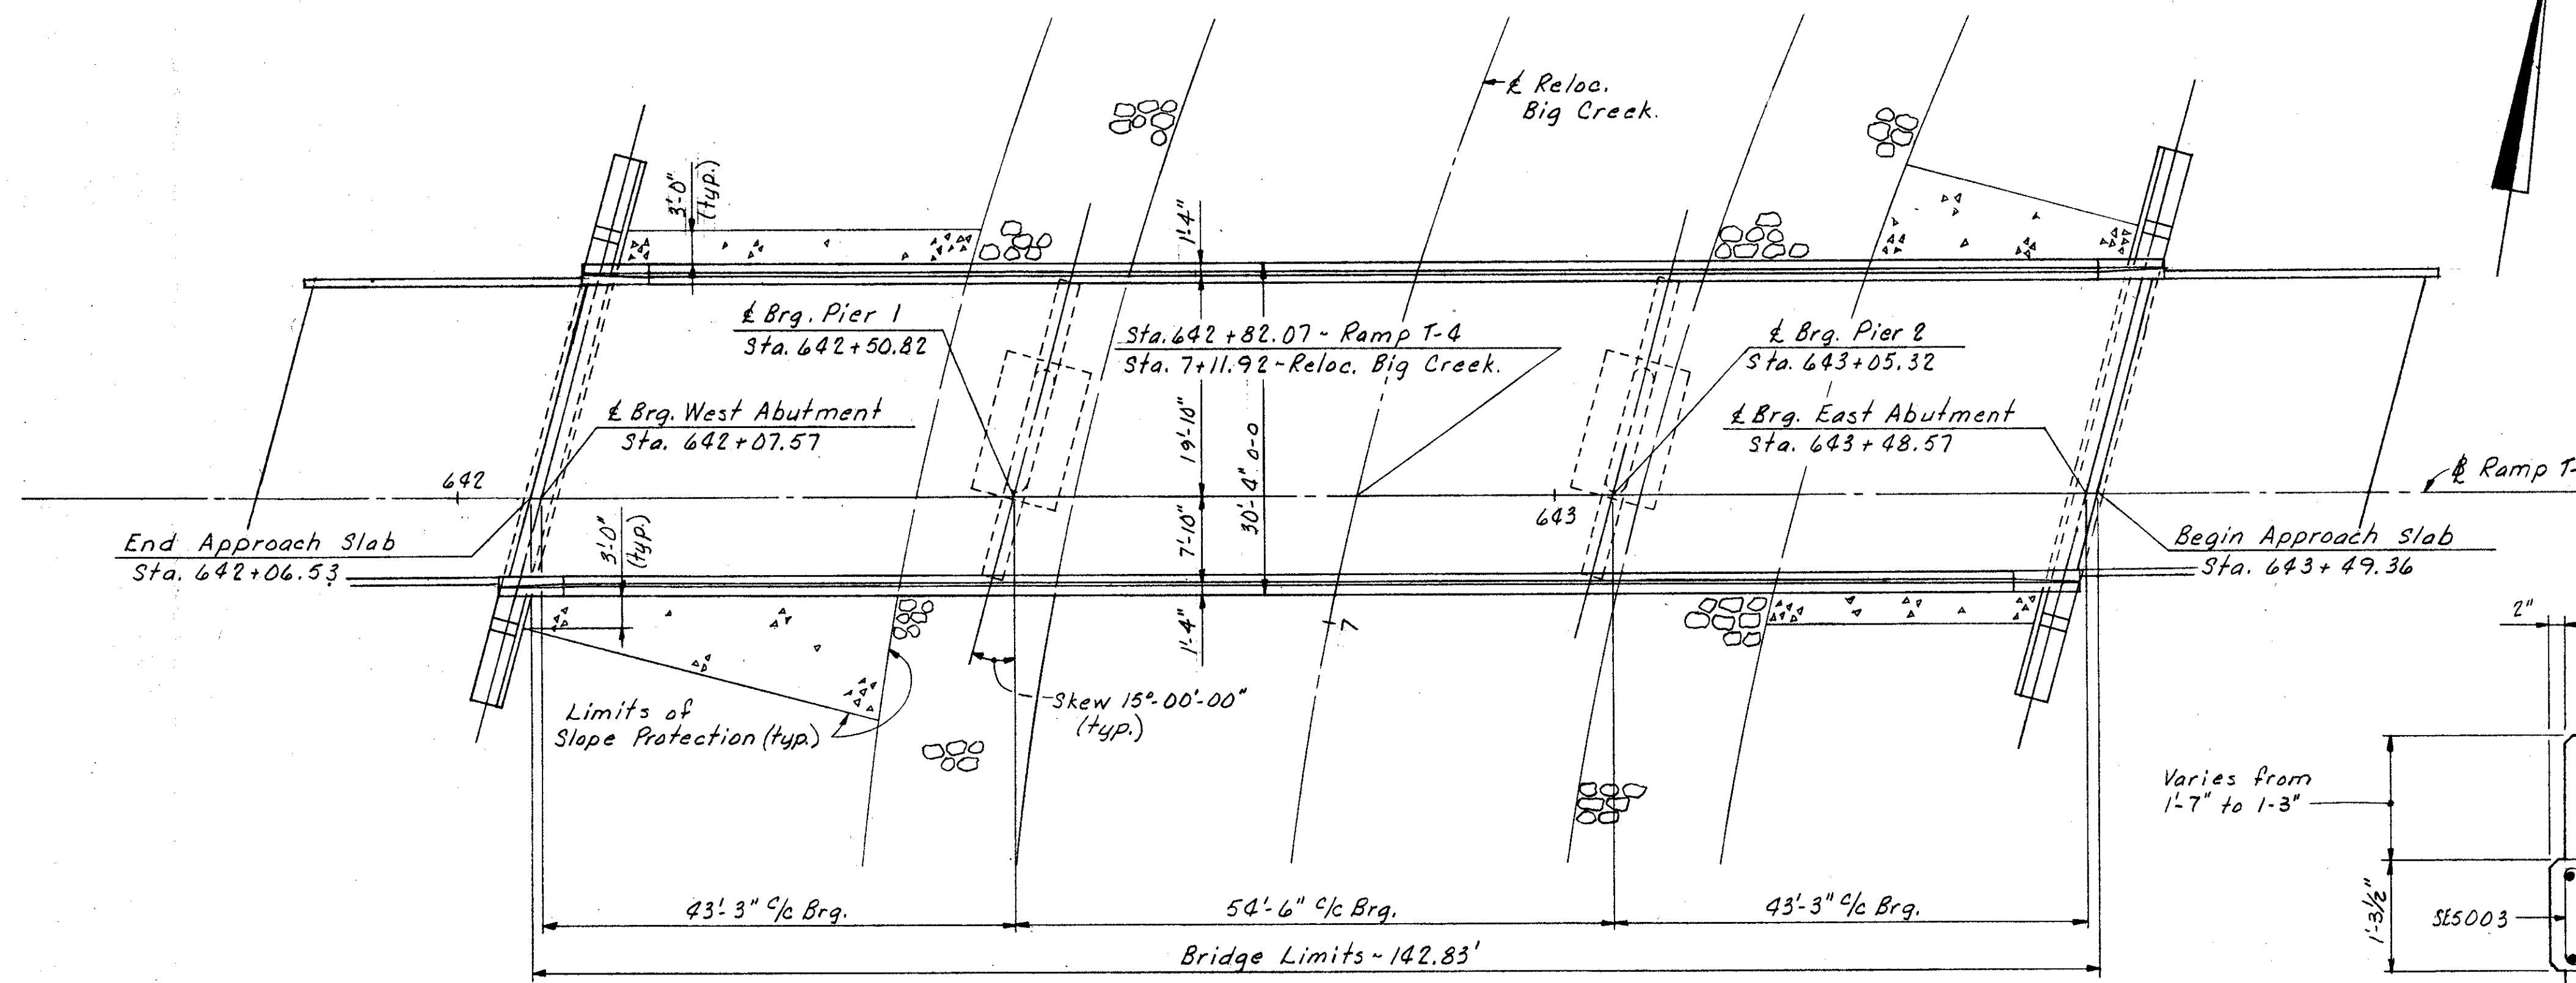 ℄ Reloc.
Big Creek.
3'-0"
(typ.)
1'-4"
℄ Brg. Pier 1
Sta. 642+50.82
Sta. 642+82.07 - Ramp T-4
Sta. 7+11.92 - Reloc. Big Creek.
℄ Brg. Pier 2
Sta. 643+05.32
℄ Brg. West Abutment
Sta. 642+07.57
19'-10"
30'-4" o-o
℄ Brg. East Abutment
Sta. 643+48.57
642
643
℄ Ramp T-
End Approach Slab
Sta. 642+06.53
3'-0"
(typ.)
7'-10"
Begin Approach Slab
Sta. 643+49.36
1'-4"
7
2"
Limits of
Slope Protection (typ.)
Skew 15°-00'-00"
(typ.)
Varies from
1'-7" to 1-3"
43'-3" c/c Brg.
54'-6" c/c Brg.
43'-3" c/c Brg.
1'-3½"
SE5003
Bridge Limits ~ 142.83'